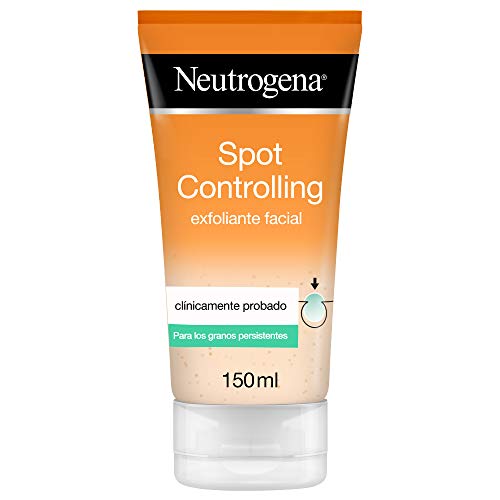 Neutrogena®
Spot
Controlling
exfoliante facial
clínicamente probado
Para los granos persistentes
150ml